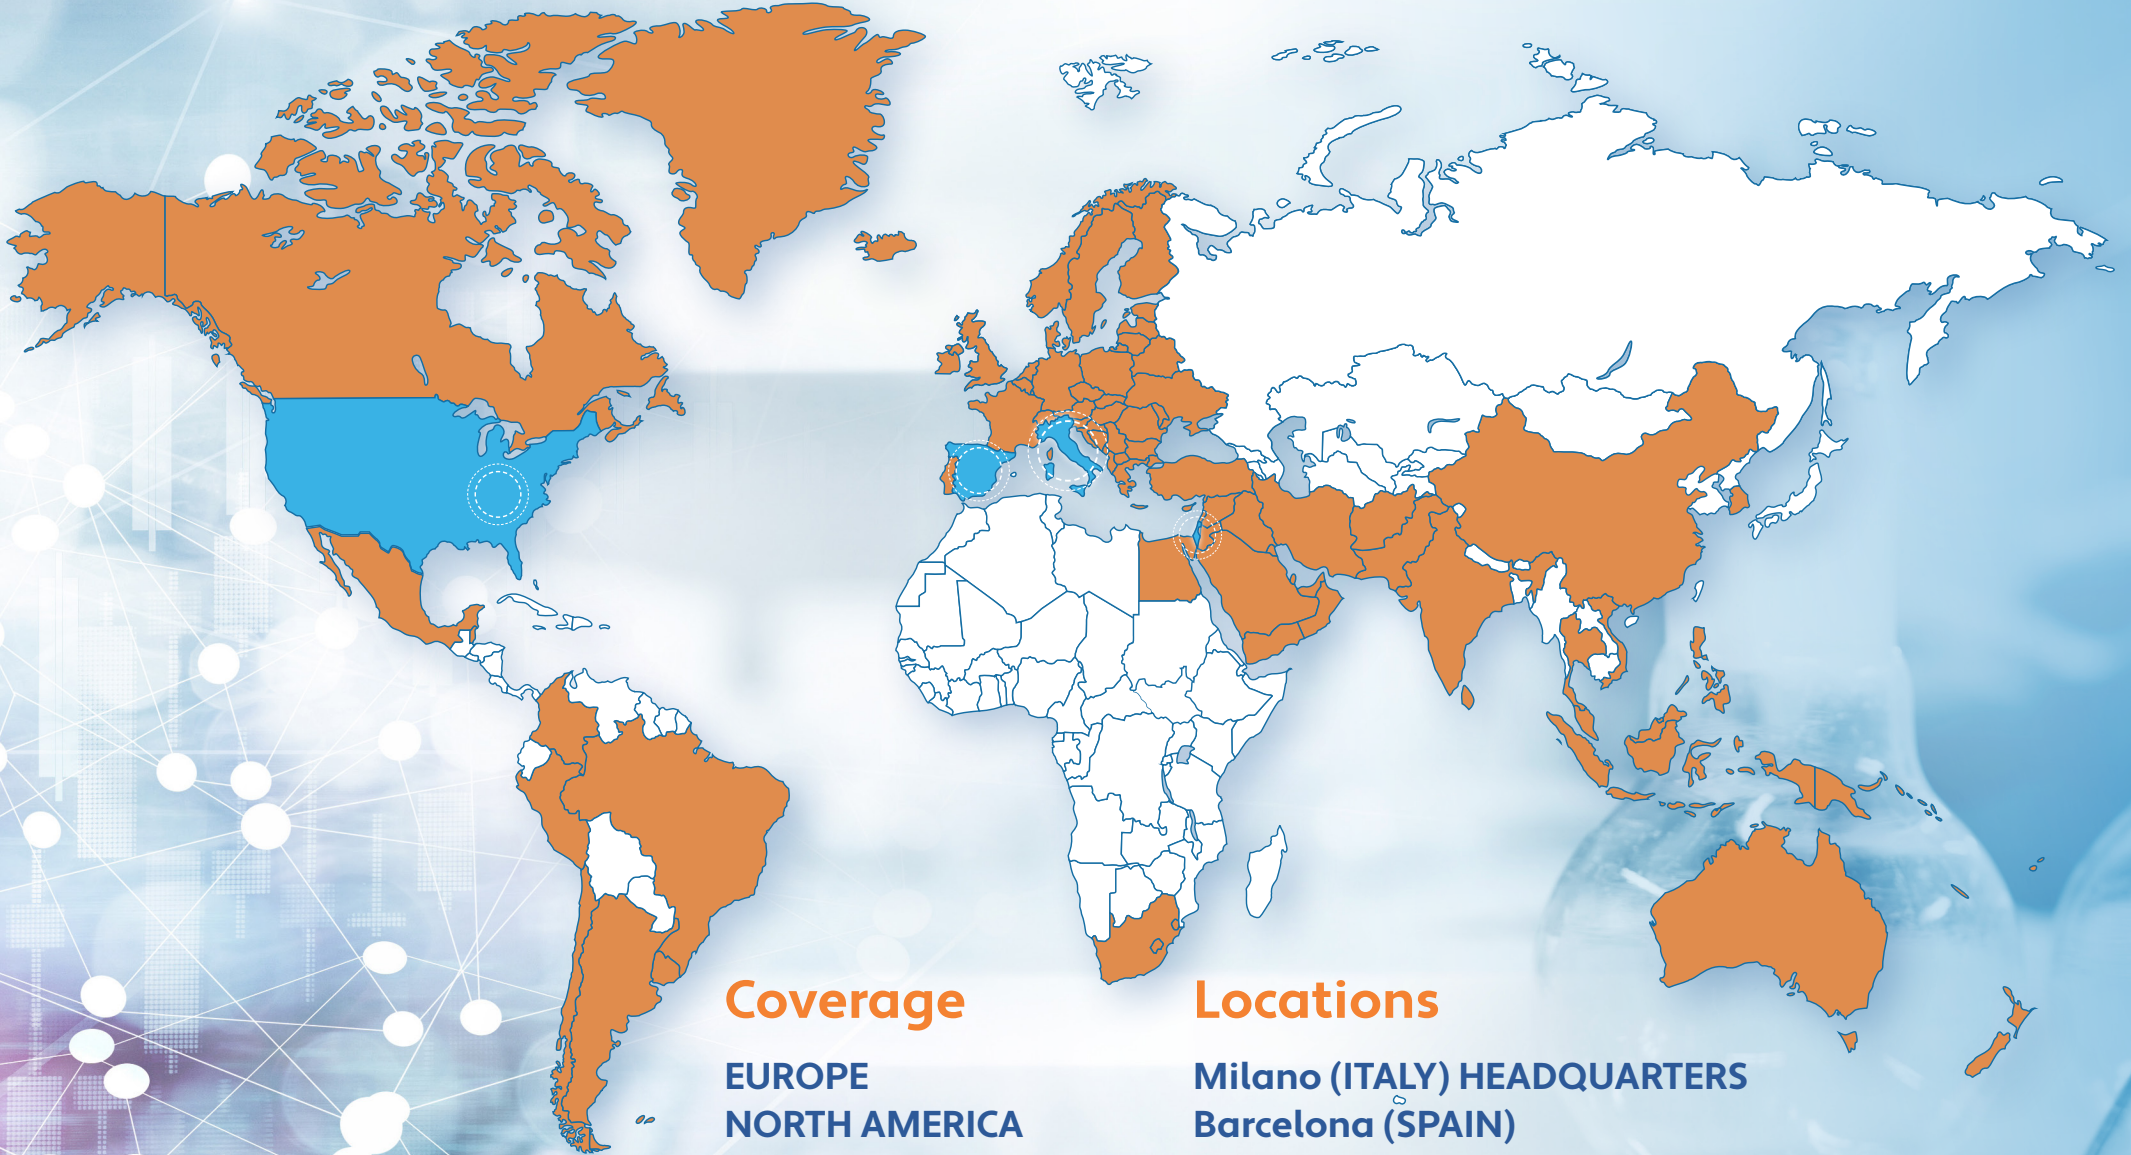 Coverage
EUROPE
NORTH AMERICA
Locations
Milano (ITALY) HEADQUARTERS
Barcelona (SPAIN)